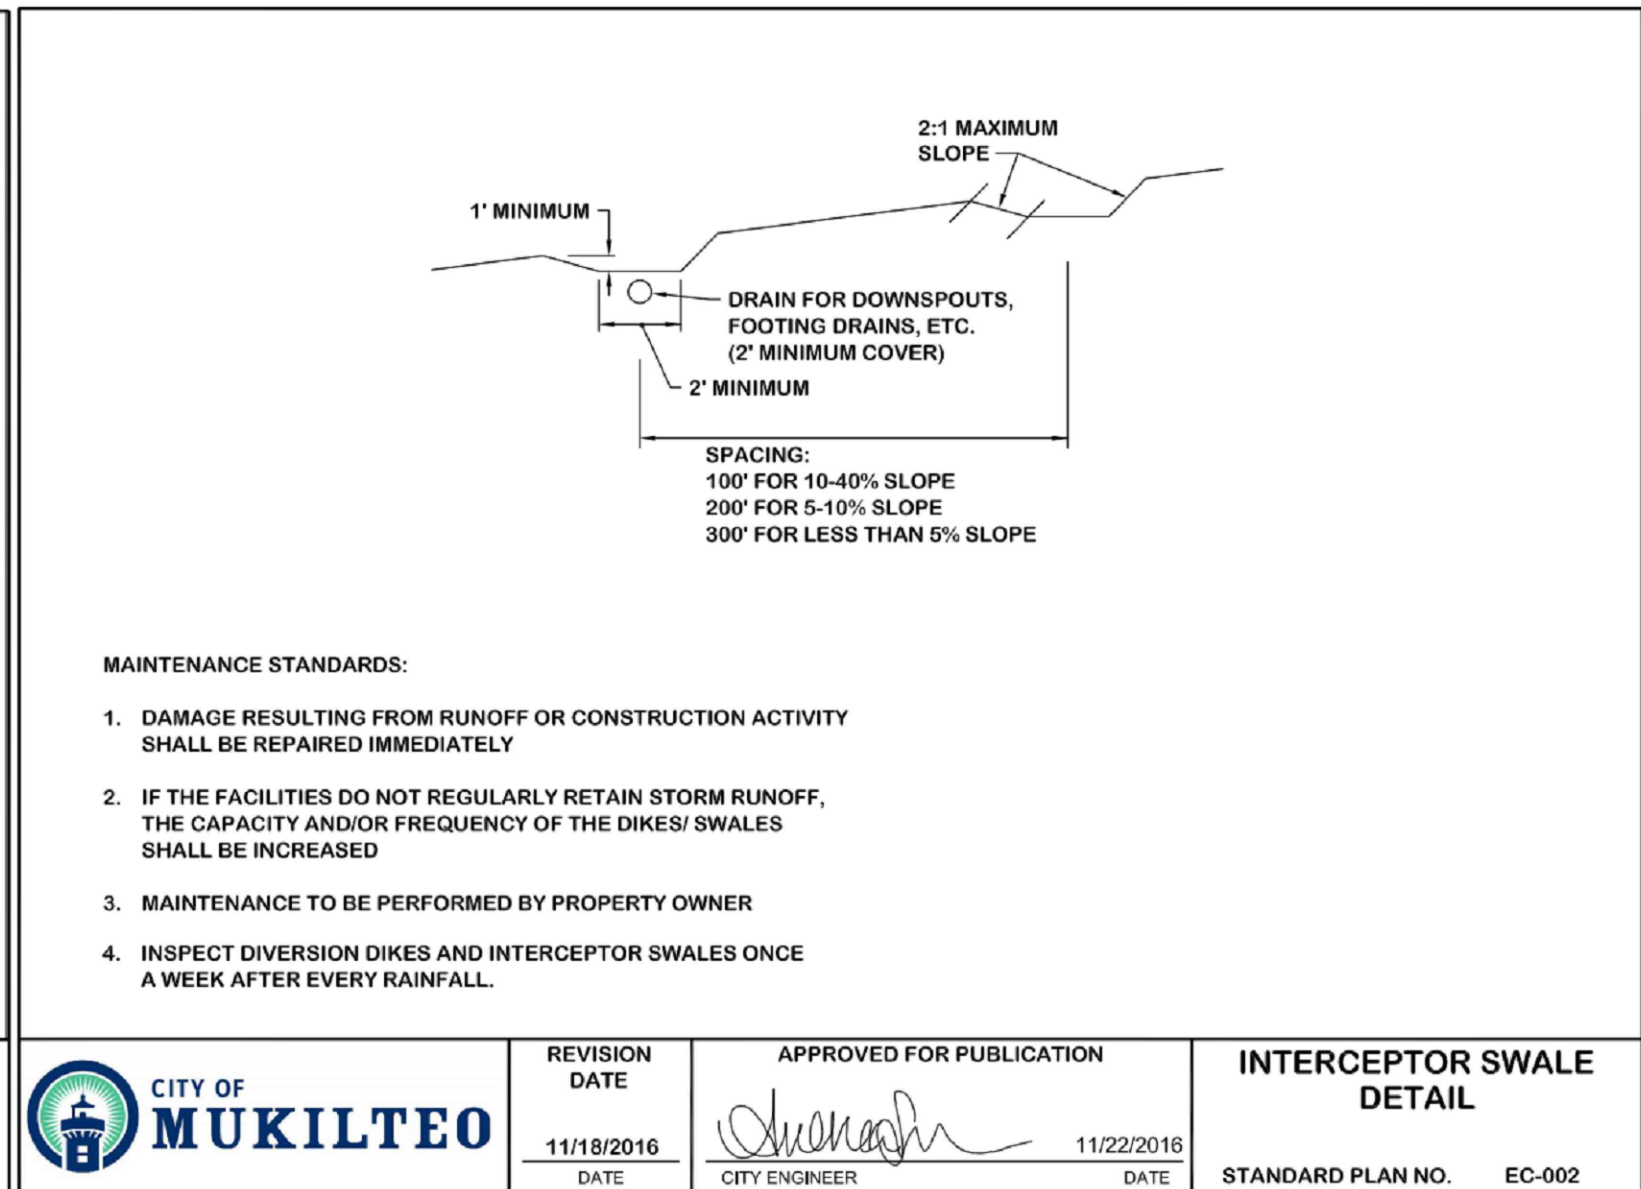 2:1 MAXIMUM
SLOPE
1' MINIMUM
DRAIN FOR DOWNSPOUTS,
FOOTING DRAINS, ETC.
(2' MINIMUM COVER)
2' MINIMUM
SPACING:
100' FOR 10-40% SLOPE
200' FOR 5-10% SLOPE
300' FOR LESS THAN 5% SLOPE
MAINTENANCE STANDARDS:
1. DAMAGE RESULTING FROM RUNOFF OR CONSTRUCTION ACTIVITY
SHALL BE REPAIRED IMMEDIATELY
2. IF THE FACILITIES DO NOT REGULARLY RETAIN STORM RUNOFF,
THE CAPACITY AND/OR FREQUENCY OF THE DIKES/ SWALES
SHALL BE INCREASED
3. MAINTENANCE TO BE PERFORMED BY PROPERTY OWNER
4. INSPECT DIVERSION DIKES AND INTERCEPTOR SWALES ONCE
A WEEK AFTER EVERY RAINFALL.
CITY OF
MUKILTEO
REVISION
DATE
11/18/2016
DATE
APPROVED FOR PUBLICATION
11/22/2016
CITY ENGINEER
DATE
INTERCEPTOR SWALE
DETAIL
STANDARD PLAN NO. EC-002